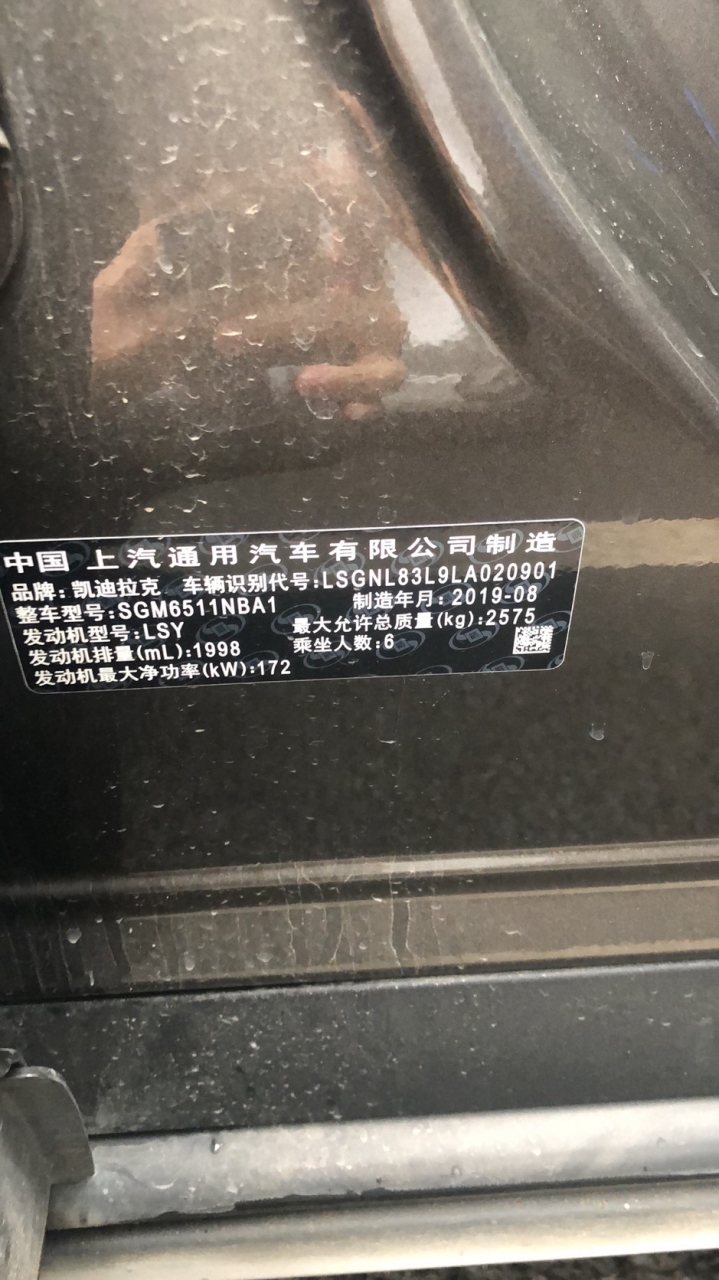 中国 上汽通用汽车有限公司制造
品牌:凯迪拉克 车辆识别代号:LSGNL83L9LA020901
整车型号:SGM6511NBA1 制造年月:2019-08
发动机型号:LSY 最大允许总质量(kg):2575
发动机排量(mL):1998 乘坐人数:6
发动机最大净功率(kW):172